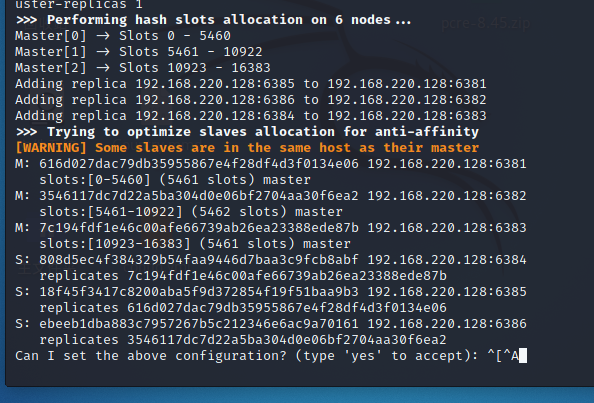 uster-replicas 1
>>> Performing hash slots allocation on 6 nodes...
Master[0] -> Slots 0 - 5460
Master[1] -> Slots 5461 - 10922
Master[2] -> Slots 10923 - 16383
Adding replica 192.168.220.128:6385 to 192.168.220.128:6381
Adding replica 192.168.220.128:6386 to 192.168.220.128:6382
Adding replica 192.168.220.128:6384 to 192.168.220.128:6383
>>> Trying to optimize slaves allocation for anti-affinity
[WARNING] Some slaves are in the same host as their master
M: 616d027dac79db35955867e4f28df4d3f0134e06 192.168.220.128:6381
slots:[0-5460] (5461 slots) master
M: 3546117dc7d22a5ba304d0e06bf2704aa30f6ea2 192.168.220.128:6382
slots:[5461-10922] (5462 slots) master
M: 7c194fdf1e46c00afe66739ab26ea23388ede87b 192.168.220.128:6383
slots:[10923-16383] (5461 slots) master
S: 808d5ec4f384329b54faa9446d7baa3c9fcb8abf 192.168.220.128:6384
replicates 7c194fdf1e46c00afe66739ab26ea23388ede87b
S: 18f45f3417c8200aba5f9d372854f19f51baa9b3 192.168.220.128:6385
replicates 616d027dac79db35955867e4f28df4d3f0134e06
S: ebeeb1dba883c7957267b5c212346e6ac9a70161 192.168.220.128:6386
replicates 3546117dc7d22a5ba304d0e06bf2704aa30f6ea2
Can I set the above configuration? (type 'yes' to accept): ^[^A
pcre-8.45.zip